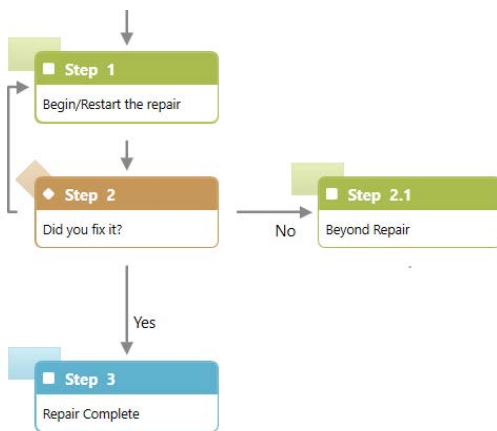 Step 1
Begin/Restart the repair
Step 2
Did you fix it?
No
Step 2.1
Beyond Repair
Yes
Step 3
Repair Complete